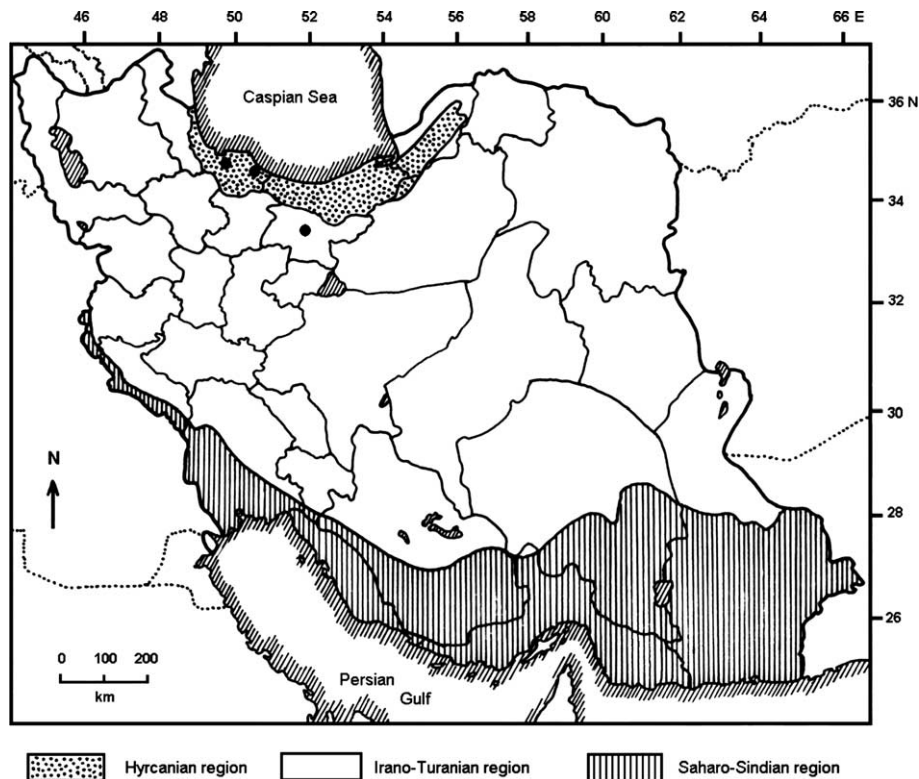 46 48 50 52 54 56 58 60 62 64 66 E
Caspian Sea
36 N
34
32
30
N
28
26
0 100 200
km
Persian
Gulf
Hyrcanian region Irano-Turanian region Saharo-Sindian region